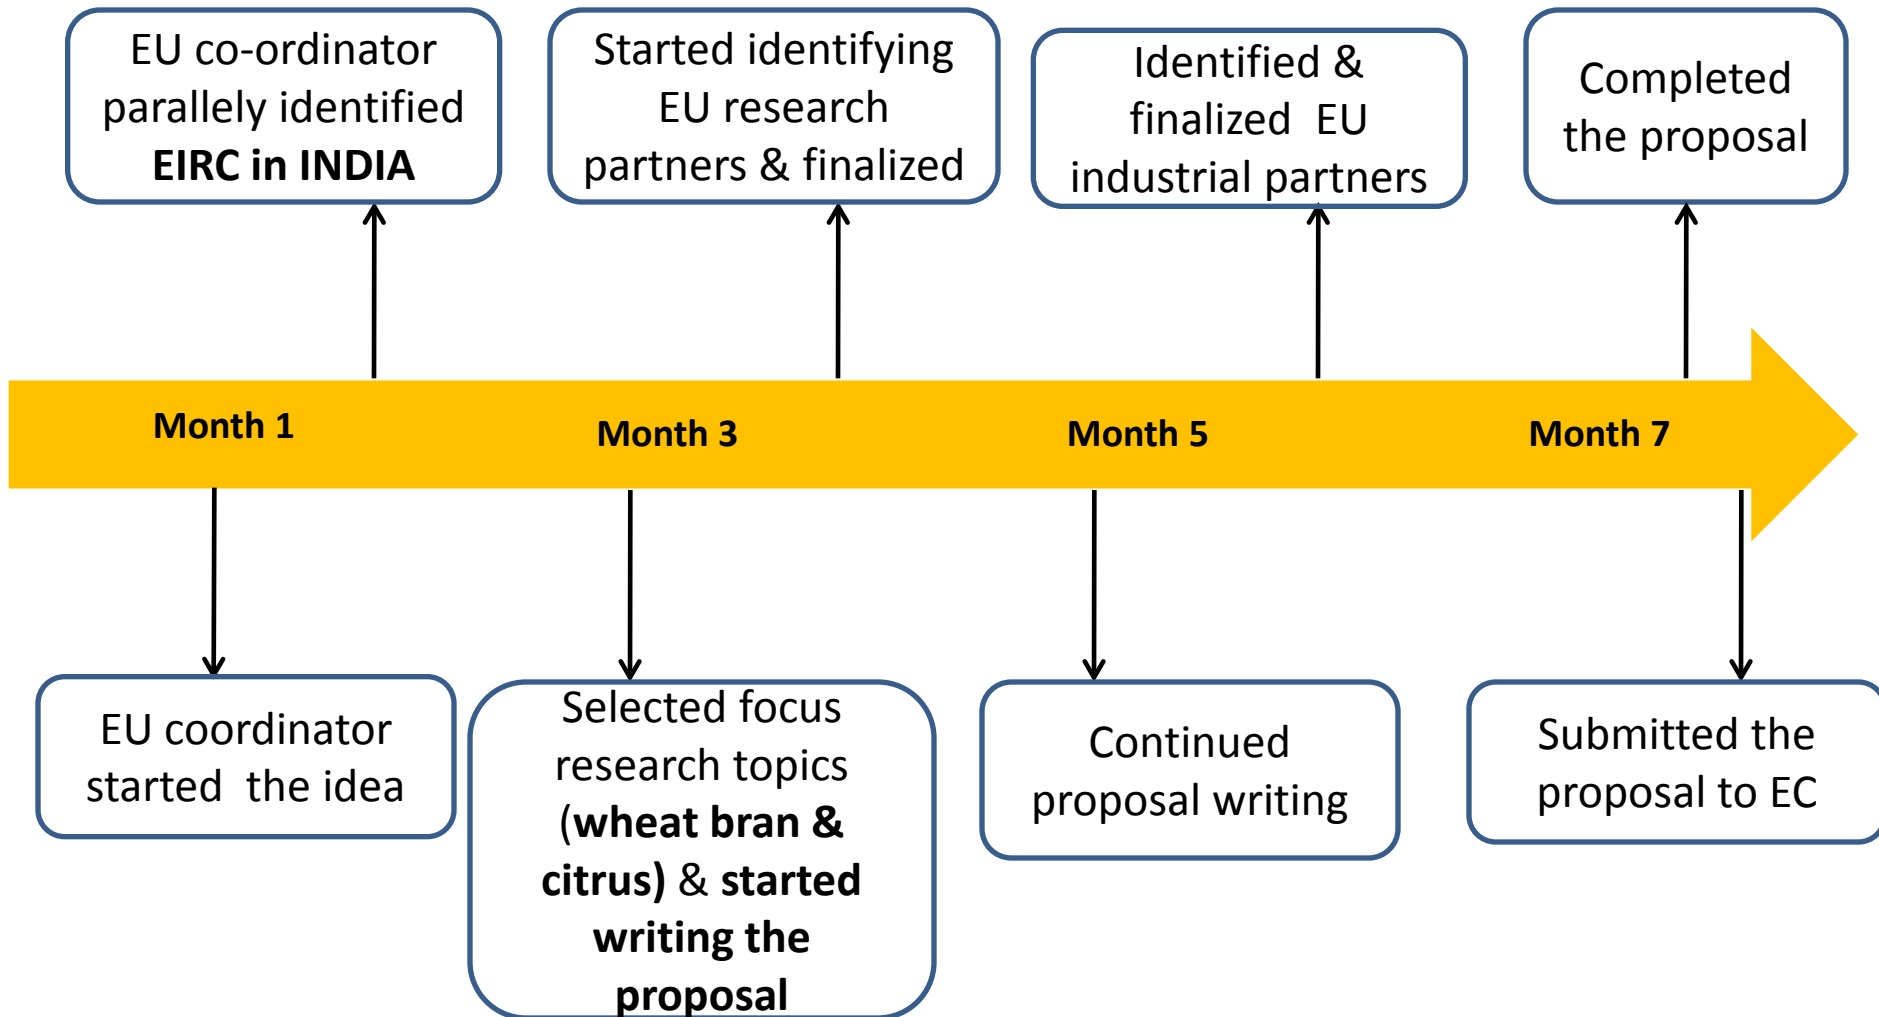 EU co-ordinator
parallely identified
EIRC in INDIA
Started identifying
EU research
partners & finalized
Identified &
finalized EU
industrial partners
Completed
the proposal
Month 1
Month 3
Month 5
Month 7
EU coordinator
started the idea
Selected focus
research topics
(wheat bran &
citrus) & started
writing the
proposal
Continued
proposal writing
Submitted the
proposal to EC